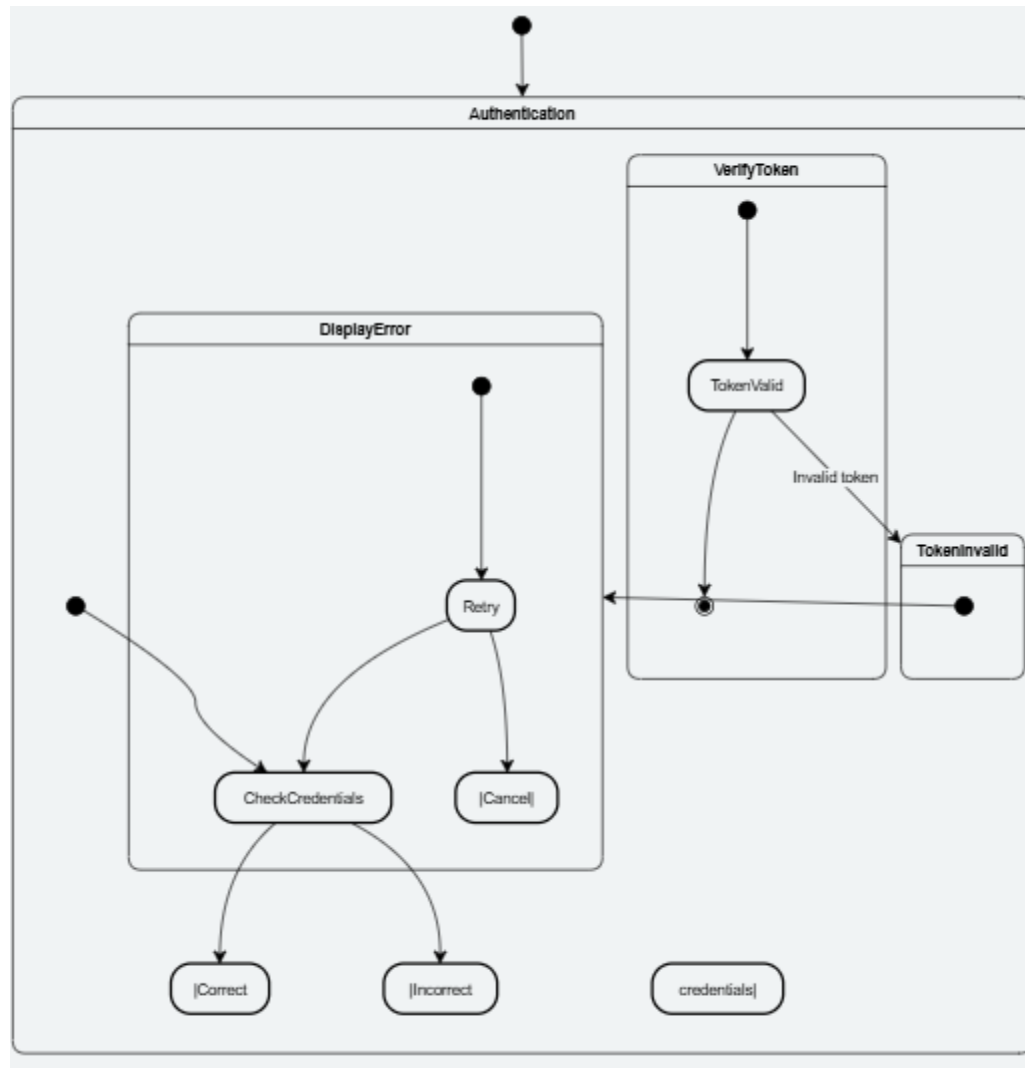 Authentication
VerifyToken
DisplayError
TokenValid
Invalid token
TokenInvalid
Retry
CheckCredentials
|Cancel|
|Correct
|Incorrect
credentials|